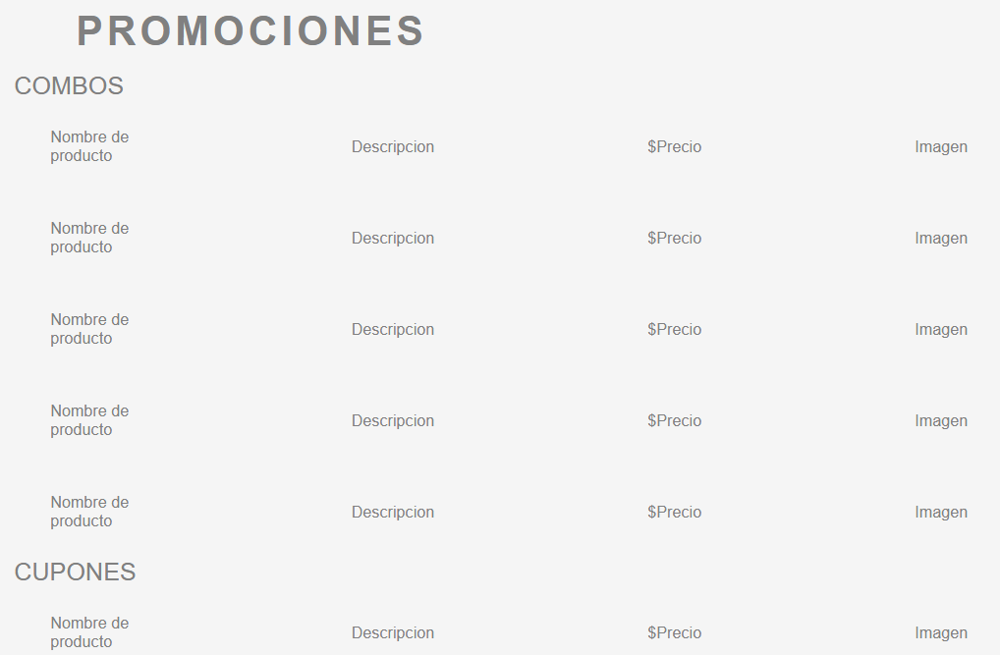 PROMOCIONES
COMBOS
Nombre de
producto
Descripcion
$Precio
Imagen
Nombre de
producto
Descripcion
$Precio
Imagen
Nombre de
producto
Descripcion
$Precio
Imagen
Nombre de
producto
Descripcion
$Precio
Imagen
Nombre de
producto
Descripcion
$Precio
Imagen
CUPONES
Nombre de
producto
Descripcion
$Precio
Imagen